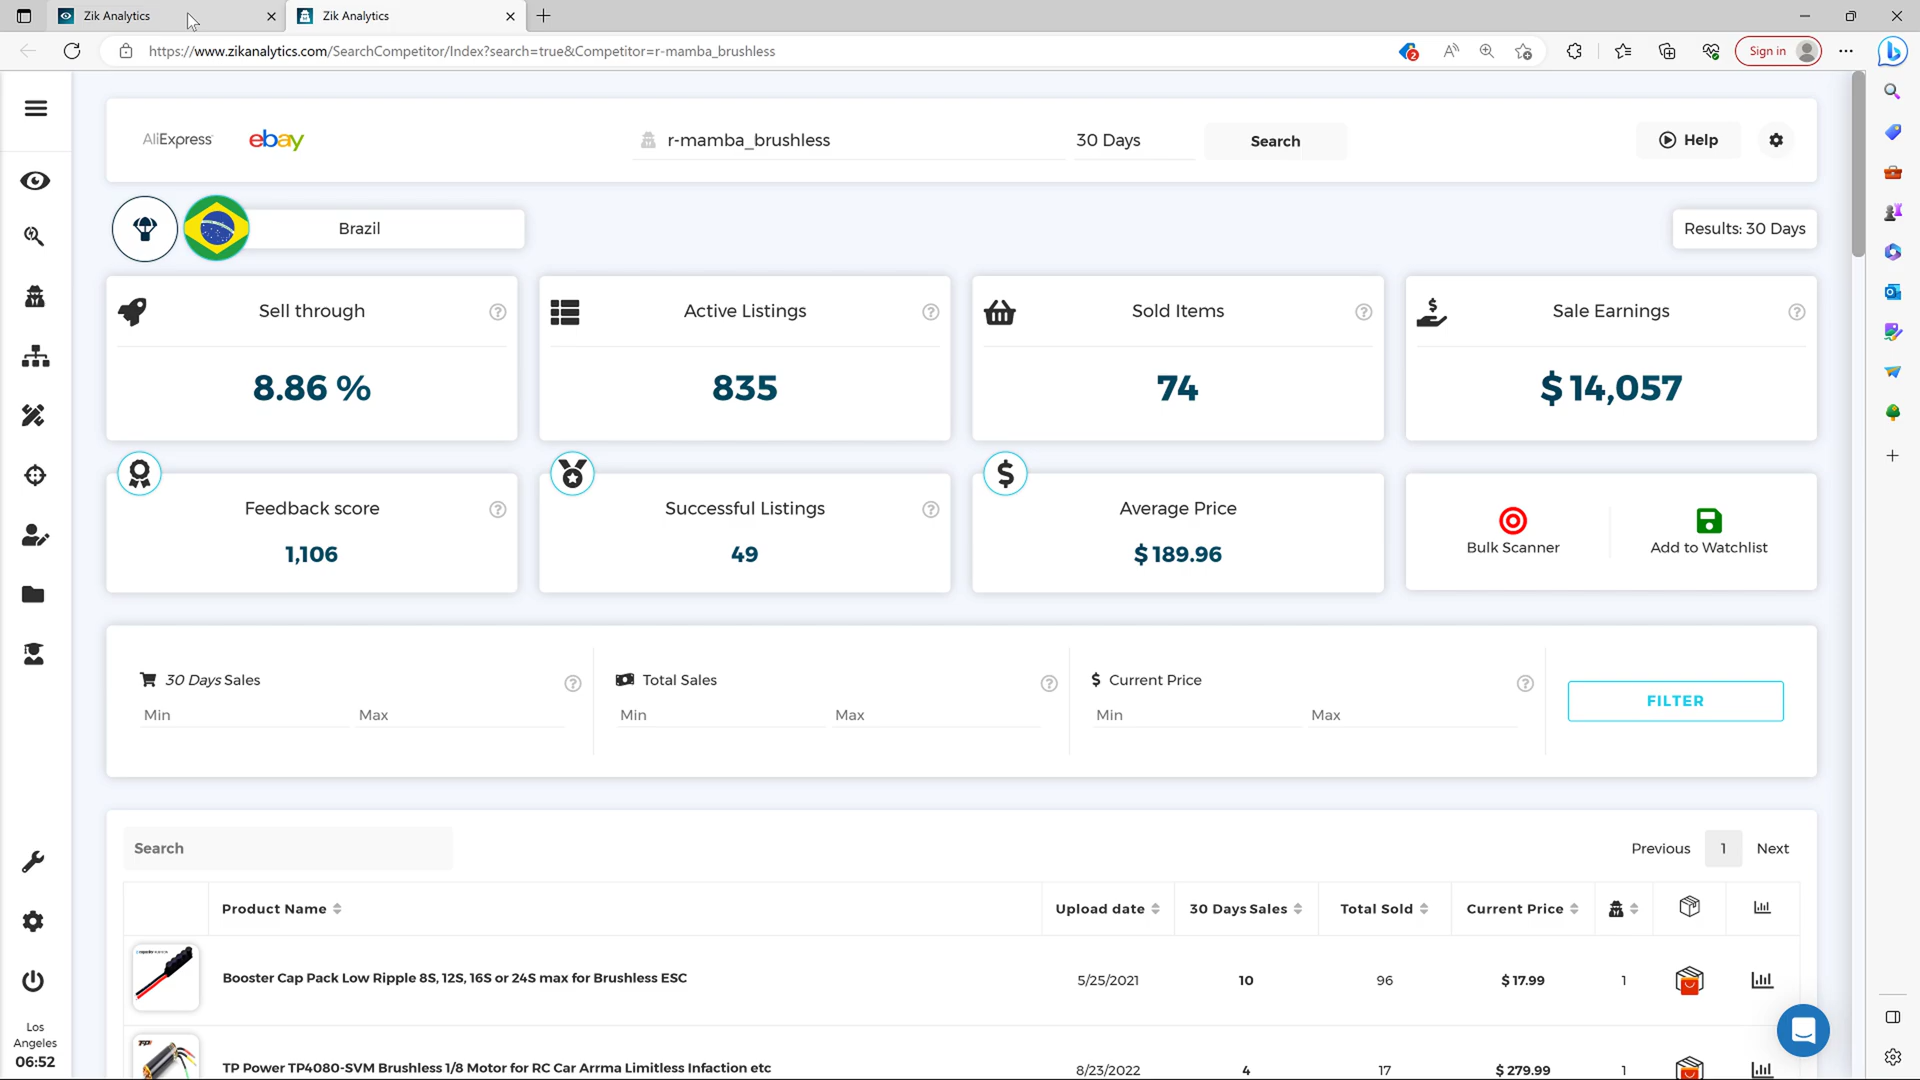 Zik Analytics
Zik Analytics
https://www.zikanalytics.com/SearchCompetitor/Index?search=true&Competitor=r-mamba_brushless
2
Sign in
AliExpress
ebay
r-mamba_brushless
30 Days
Search
Help
Brazil
Results: 30 Days
Sell through
Active Listings
Sold Items
Sale Earnings
8.86 %
835
74
$ 14,057
Feedback score
Successful Listings
Average Price
1,106
49
$ 189.96
Bulk Scanner
Add to Watchlist
30 Days Sales
Total Sales
Current Price
Min
Max
Min
Max
Min
Max
FILTER
Search
Previous
1
Next
Product Name
Upload date
30 Days Sales
Total Sold
Current Price
Booster Cap Pack Low Ripple 8S, 12S, 16S or 24S max for Brushless ESC
5/25/2021
10
96
$ 17.99
1
TP Power TP4080-SVM Brushless 1/8 Motor for RC Car Arrma Limitless Infaction etc
8/23/2022
4
17
$ 279.99
1
Los
Angeles
06:52